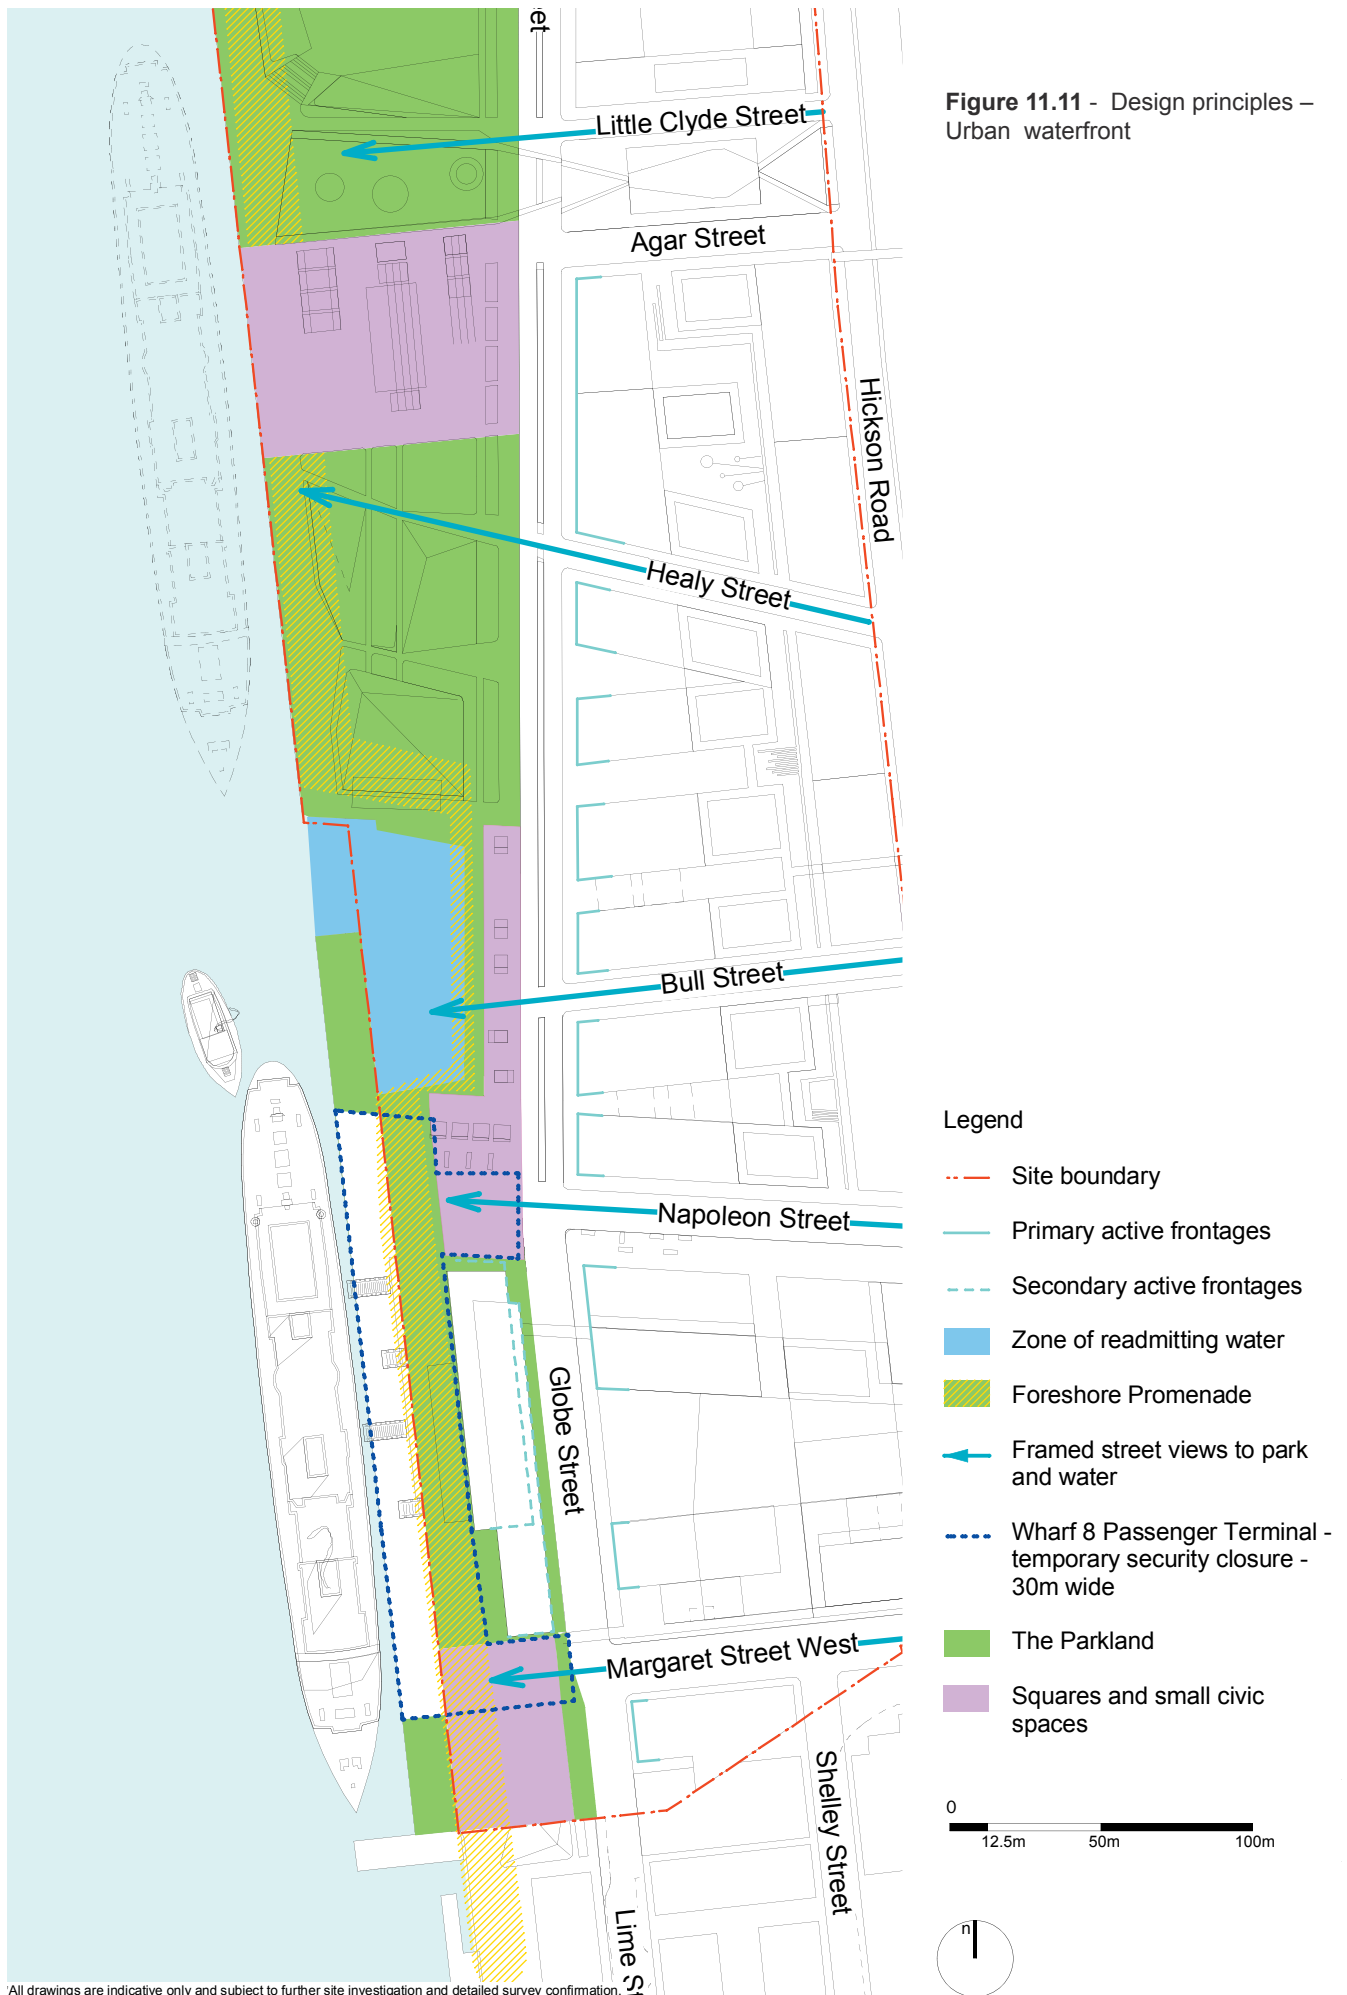 et
Figure 11.11 - Design principles –
Urban waterfront
Little Clyde Street
Agar Street
Hickson Road
Healy Street
Bull Street
Napoleon Street
Globe Street
Margaret Street West
Shelley Street
Lime St
Legend
Site boundary
Primary active frontages
Secondary active frontages
Zone of readmitting water
Foreshore Promenade
Framed street views to park
and water
Wharf 8 Passenger Terminal -
temporary security closure -
30m wide
The Parkland
Squares and small civic
spaces
0
12.5m 50m 100m
n
'All drawings are indicative only and subject to further site investigation and detailed survey confirmation.